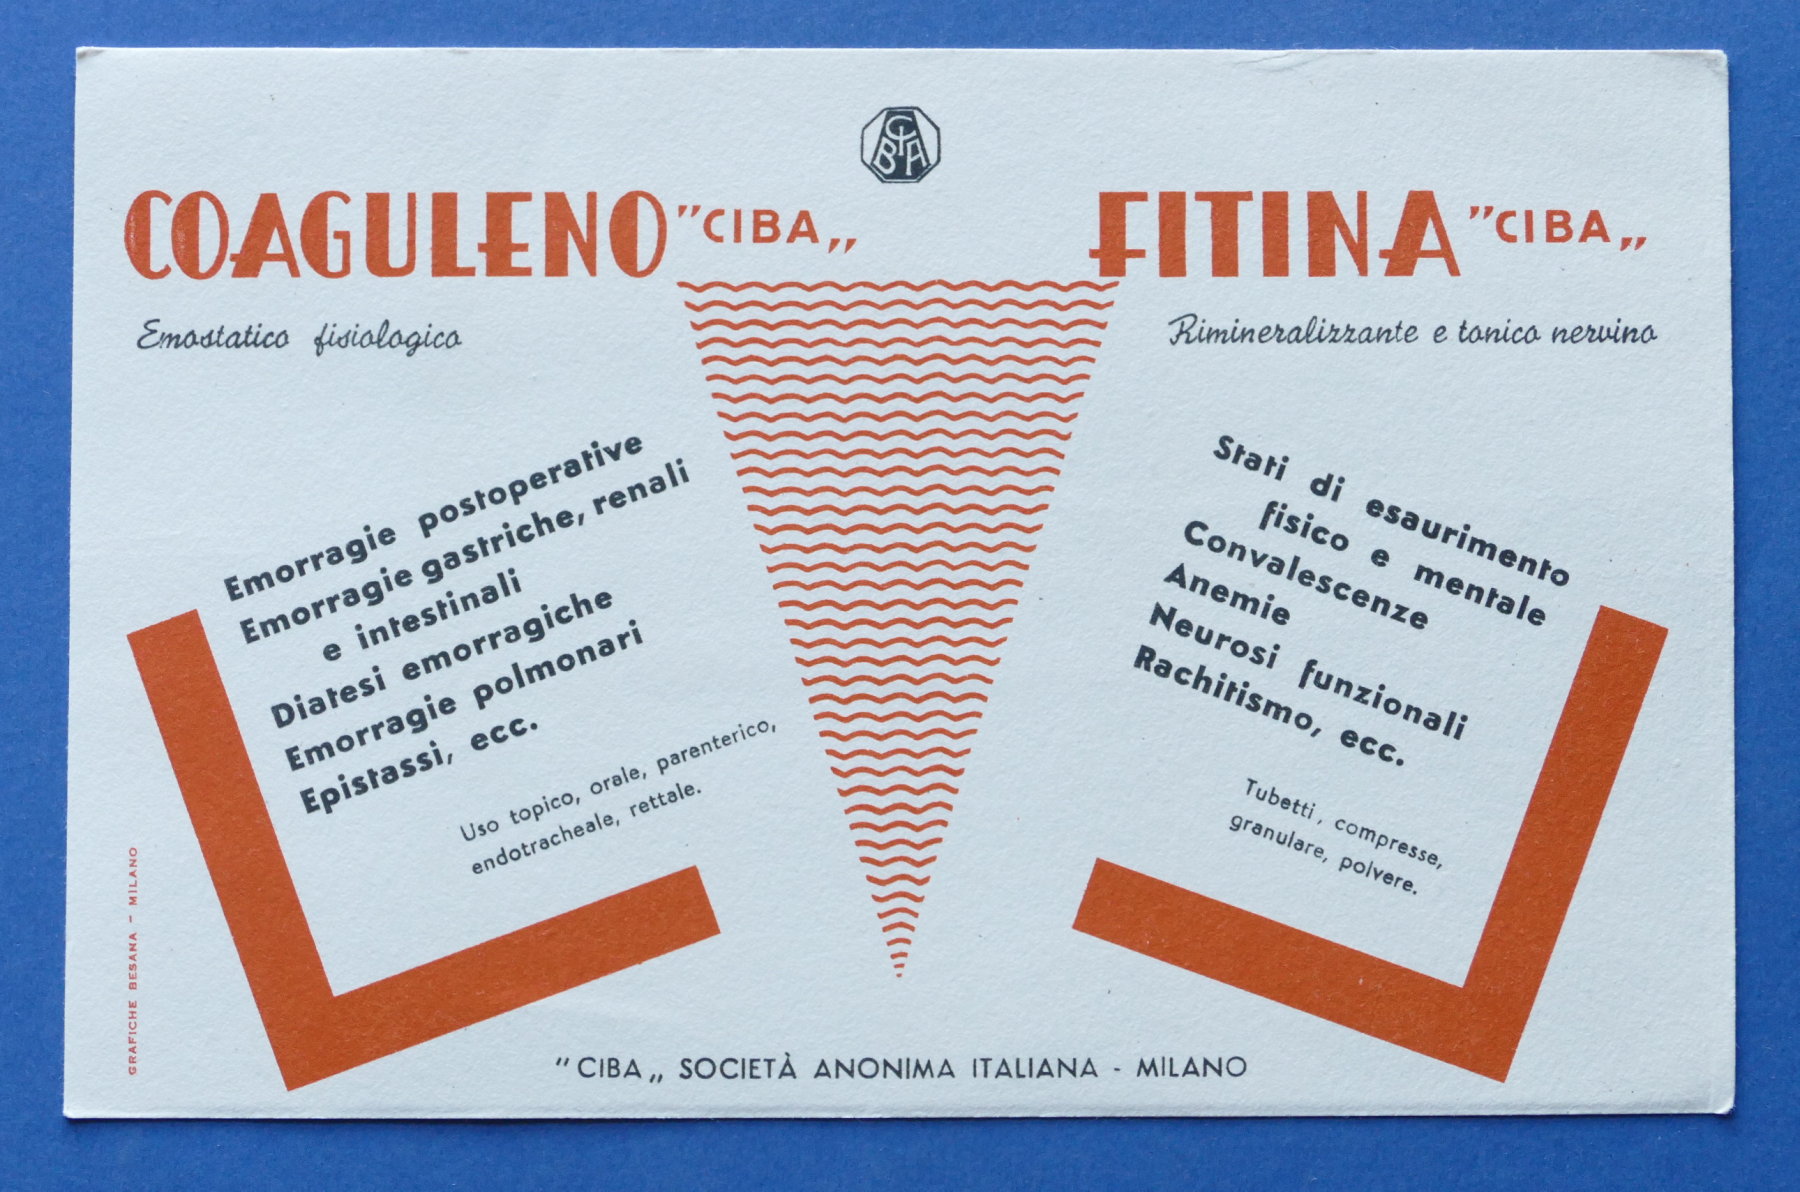 CIBA
COAGULENO "CIBA„
Emostatico fisiologico
Emorragie postoperative
Emorragie gastriche, renali
e intestinali
Diatesi emorragiche
Emorragie polmonari
Epistassi, ecc.
Uso topico, orale, parenterico,
endotracheale, rettale.
FITINA "CIBA„
Rimineralizzante e tonico nervino
Stati di esaurimento
fisico e mentale
Convalescenze
Anemie
Neurosi funzionali
Rachitismo, ecc.
Tubetti, compresse,
granulare, polvere.
"CIBA„ SOCIETÀ ANONIMA ITALIANA - MILANO
GRAFICHE BESANA - MILANO